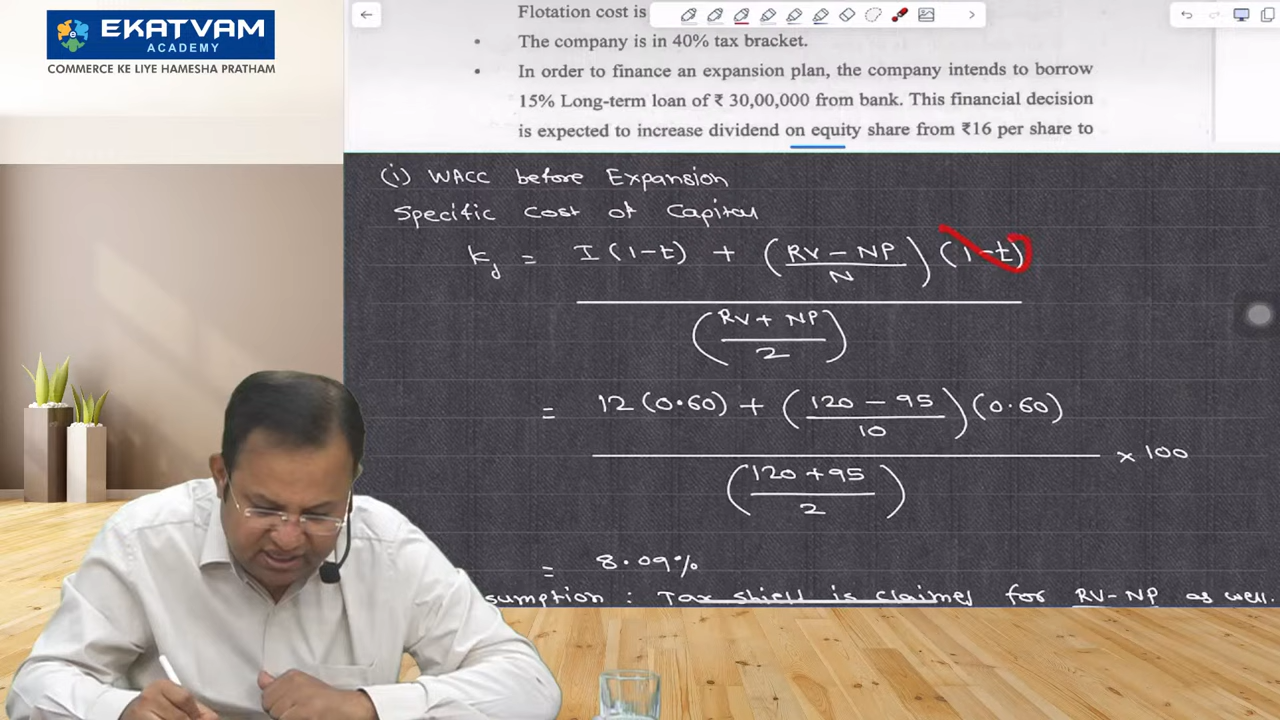 EKATVAM
ACADEMY
COMMERCE KE LIYE HAMESHA PRATHAM
Flotation cost is
• The company is in 40% tax bracket.
• In order to finance an expansion plan, the company intends to borrow
15% Long-term loan of ₹ 30,00,000 from bank. This financial decision
is expected to increase dividend on equity share from ₹16 per share to
(i) WACC before Expansion
Specific Cost of Capital
Kd = I (1-t) + (RV - NP / N) (1-t)
(RV + NP / 2)
= 12 (0.60) + (120 - 95 / 10) (0.60)
× 100
(120 + 95 / 2)
= 8.09%
sumption : Tax shield is claimed for RV-NP as well.